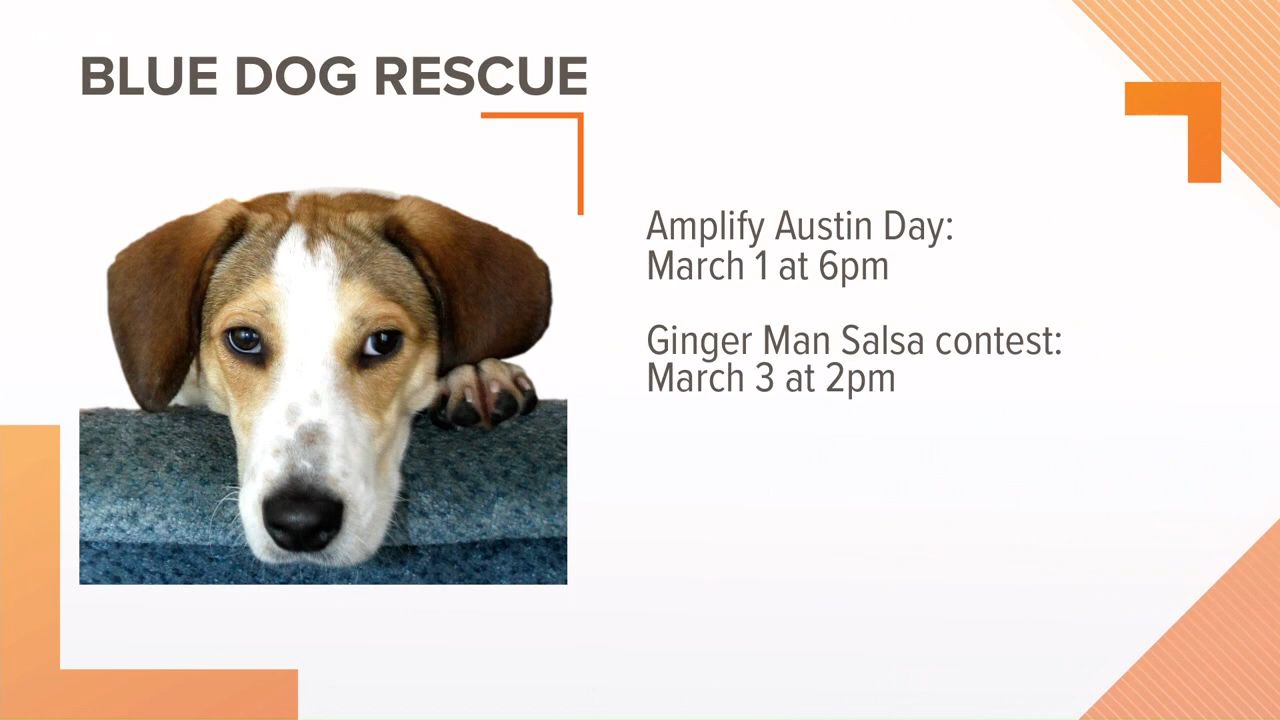 BLUE DOG RESCUE
Amplify Austin Day:
March 1 at 6pm
Ginger Man Salsa contest:
March 3 at 2pm